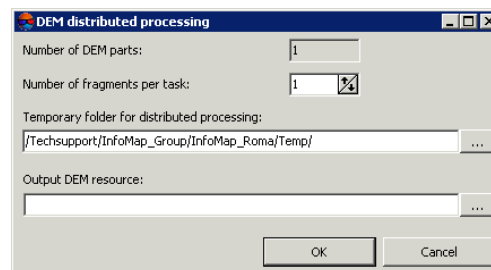 DEM distributed processing
Number of DEM parts: 1
Number of fragments per task: 1
Temporary folder for distributed processing:
/Techsupport/InfoMap_Group/InfoMap_Roma/Temp/ ...
Output DEM resource:
...
OK Cancel